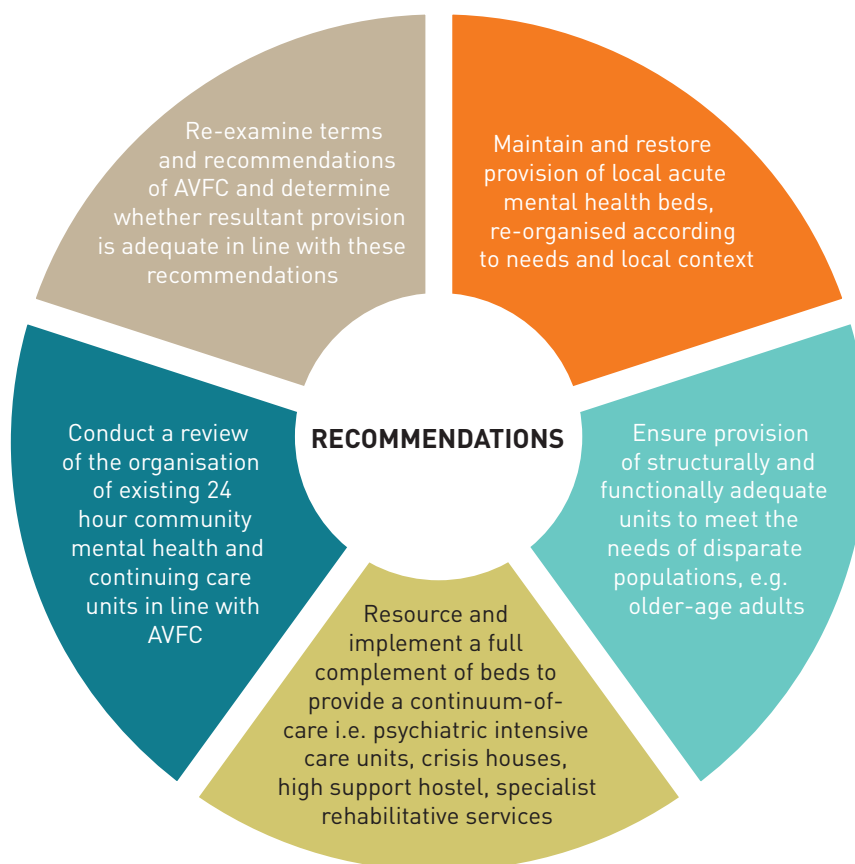 Re-examine terms
and recommendations
of AVFC and determine
whether resultant provision
is adequate in line with these
recommendations
Maintain and restore
provision of local acute
mental health beds,
re-organised according
to needs and local context
RECOMMENDATIONS
Conduct a review
of the organisation
of existing 24
hour community
mental health and
continuing care
units in line with
AVFC
Ensure provision
of structurally and
functionally adequate
units to meet the
needs of disparate
populations, e.g.
older-age adults
Resource and
implement a full
complement of beds to
provide a continuum-of-
care i.e. psychiatric intensive
care units, crisis houses,
high support hostel, specialist
rehabilitative services